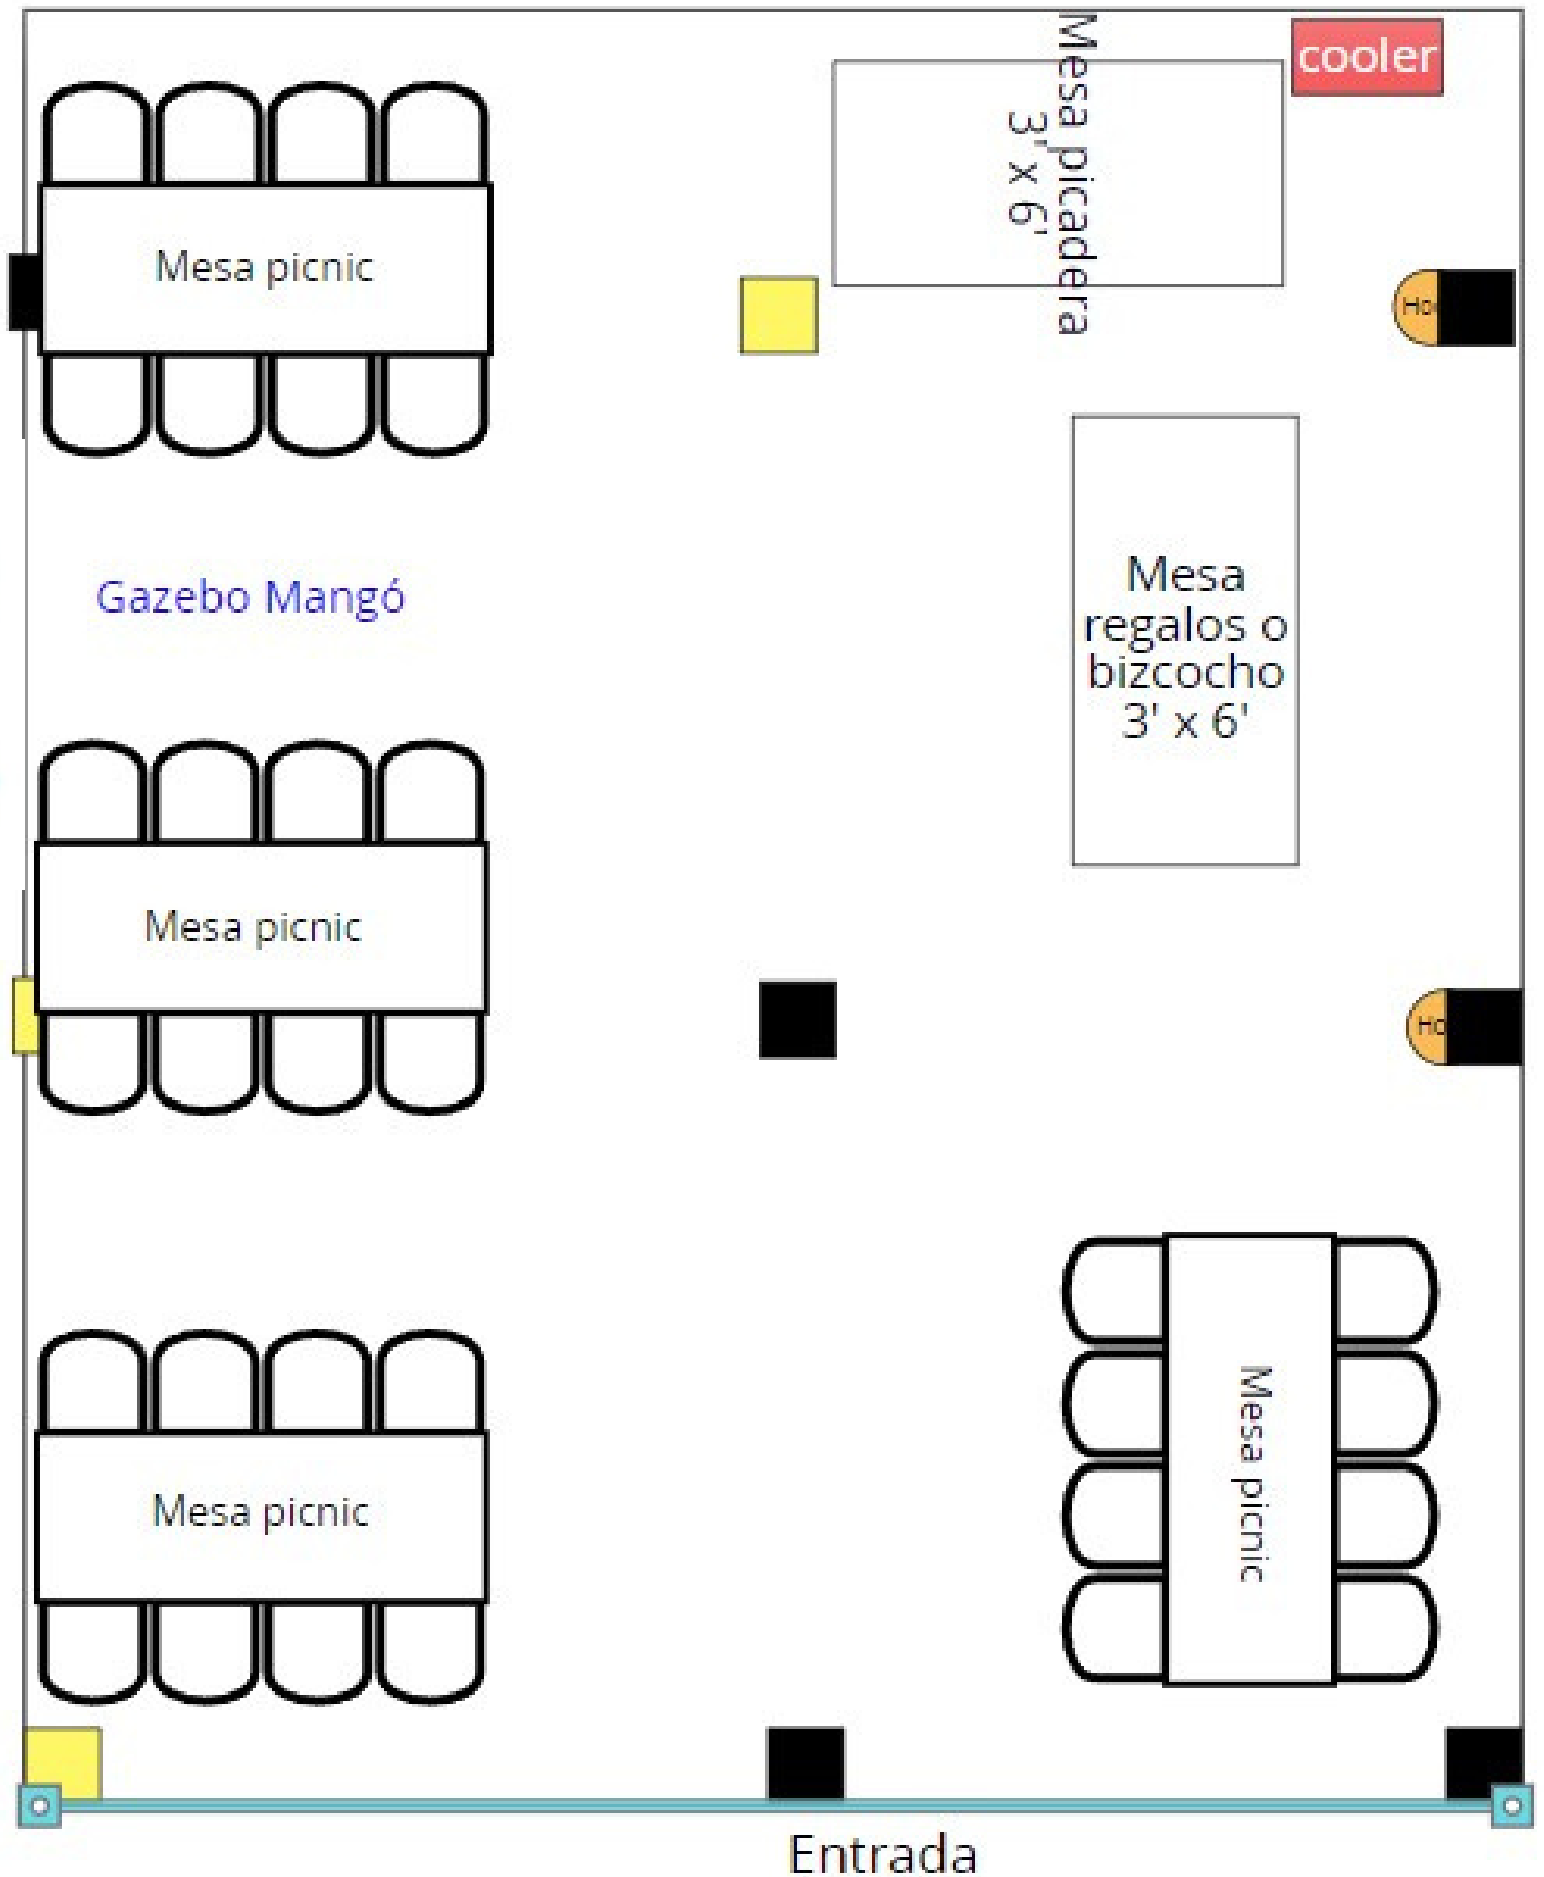 cooler
Mesa picadera
3' x 6'
Mesa picnic
Gazebo Mangó
Mesa
regalos o
bizcocho
3' x 6'
Mesa picnic
Mesa picnic
Mesa picnic
Entrada